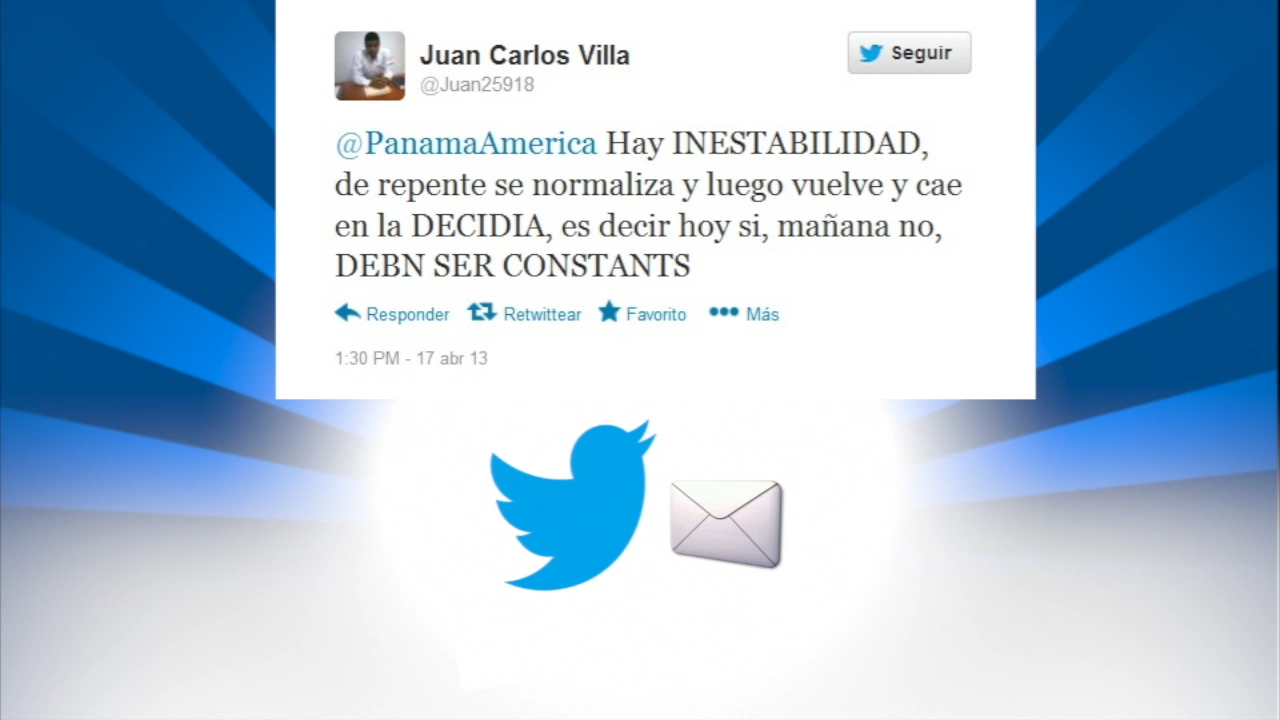 Juan Carlos Villa
@Juan25918
Seguir
@PanamaAmerica Hay INESTABILIDAD,
de repente se normaliza y luego vuelve y cae
en la DECIDIA, es decir hoy si, mañana no,
DEBN SER CONSTANTS
Responder Retwittear Favorito Más
1:30 PM - 17 abr 13